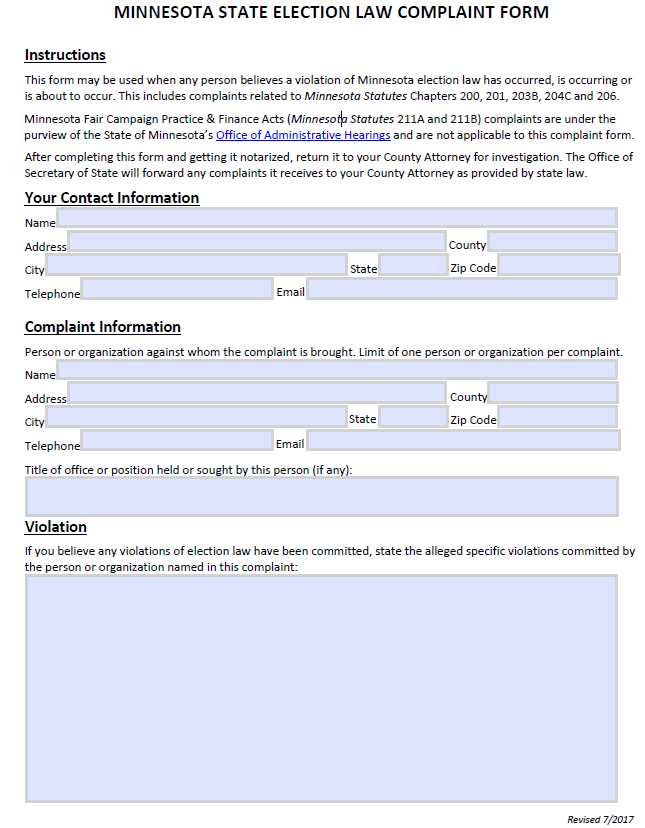 MINNESOTA STATE ELECTION LAW COMPLAINT FORM
Instructions
This form may be used when any person believes a violation of Minnesota election law has occurred, is occurring or
is about to occur. This includes complaints related to Minnesota Statutes Chapters 200, 201, 203B, 204C and 206.
Minnesota Fair Campaign Practice & Finance Acts (Minnesota Statutes 211A and 211B) complaints are under the
purview of the State of Minnesota's Office of Administrative Hearings and are not applicable to this complaint form.
After completing this form and getting it notarized, return it to your County Attorney for investigation. The Office of
Secretary of State will forward any complaints it receives to your County Attorney as provided by state law.
Your Contact Information
Name
Address County
City State Zip Code
Telephone Email
Complaint Information
Person or organization against whom the complaint is brought. Limit of one person or organization per complaint.
Name
Address County
City State Zip Code
Telephone Email
Title of office or position held or sought by this person (if any):
Violation
If you believe any violations of election law have been committed, state the alleged specific violations committed by
the person or organization named in this complaint:
Revised 7/2017